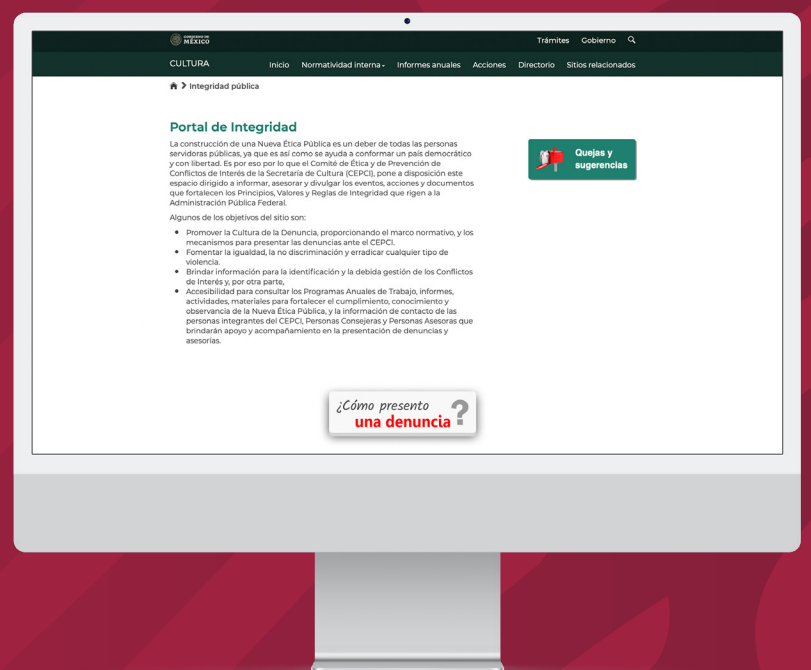 GOBIERNO DE
MÉXICO
Trámites Gobierno
CULTURA
Inicio Normatividad interna Informes anuales Acciones Directorio Sitios relacionados
Integridad pública
Portal de Integridad
La construcción de una Nueva Ética Pública es un deber de todas las personas
servidoras públicas, ya que es así como se ayuda a conformar un país democrático
y con libertad. Es por eso por lo que el Comité de Ética y de Prevención de
Conflictos de Interés de la Secretaría de Cultura (CEPCI), pone a disposición este
espacio dirigido a informar, asesorar y divulgar los eventos, acciones y documentos
que fortalecen los Principios, Valores y Reglas de Integridad que rigen a la
Administración Pública Federal.
Quejas y
sugerencias
Algunos de los objetivos del sitio son:
• Promover la Cultura de la Denuncia, proporcionando el marco normativo, y los
mecanismos para presentar las denuncias ante el CEPCI.
• Fomentar la igualdad, la no discriminación y erradicar cualquier tipo de
violencia.
• Brindar información para la identificación y la debida gestión de los Conflictos
de Interés y, por otra parte,
• Accesibilidad para consultar los Programas Anuales de Trabajo, informes,
actividades, materiales para fortalecer el cumplimiento, conocimiento y
observancia de la Nueva Ética Pública, y la información de contacto de las
personas integrantes del CEPCI, Personas Consejeras y Personas Asesoras que
brindarán apoyo y acompañamiento en la presentación de denuncias y
asesorías.
¿Cómo presento
una denuncia ?